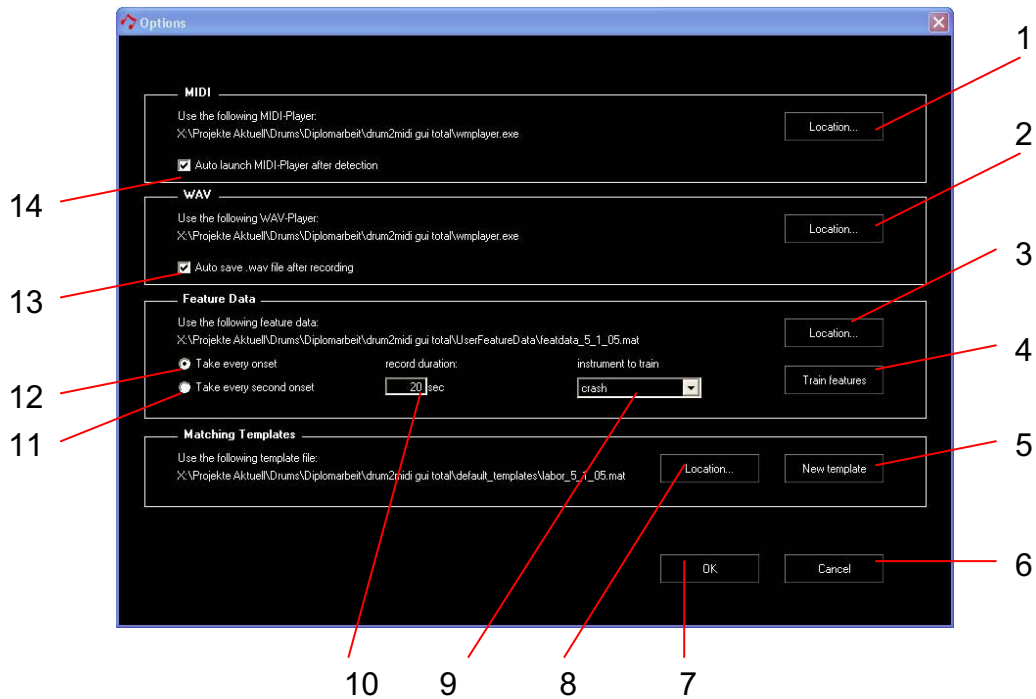 Options
1
MIDI
Use the following MIDI-Player:
X:\Projekte Aktuell\Drums\Diplomarbeit\drum2midi gui total\wmplayer.exe
Location...
2
Auto launch MIDI-Player after detection
14
WAV
Use the following WAV-Player:
X:\Projekte Aktuell\Drums\Diplomarbeit\drum2midi gui total\wmplayer.exe
Location...
3
Auto save .wav file after recording
13
Feature Data
Use the following feature data:
X:\Projekte Aktuell\Drums\Diplomarbeit\drum2midi gui total\UserFeatureData\featdata_5_1_05.mat
Location...
4
Take every onset
record duration:
instrument to train
12
Take every second onset
20 sec
crash
Train features
11
Matching Templates
5
Use the following template file:
X:\Projekte Aktuell\Drums\Diplomarbeit\drum2midi gui total\default_templates\labor_5_1_05.mat
Location...
New template
OK
Cancel
6
10
9
8
7